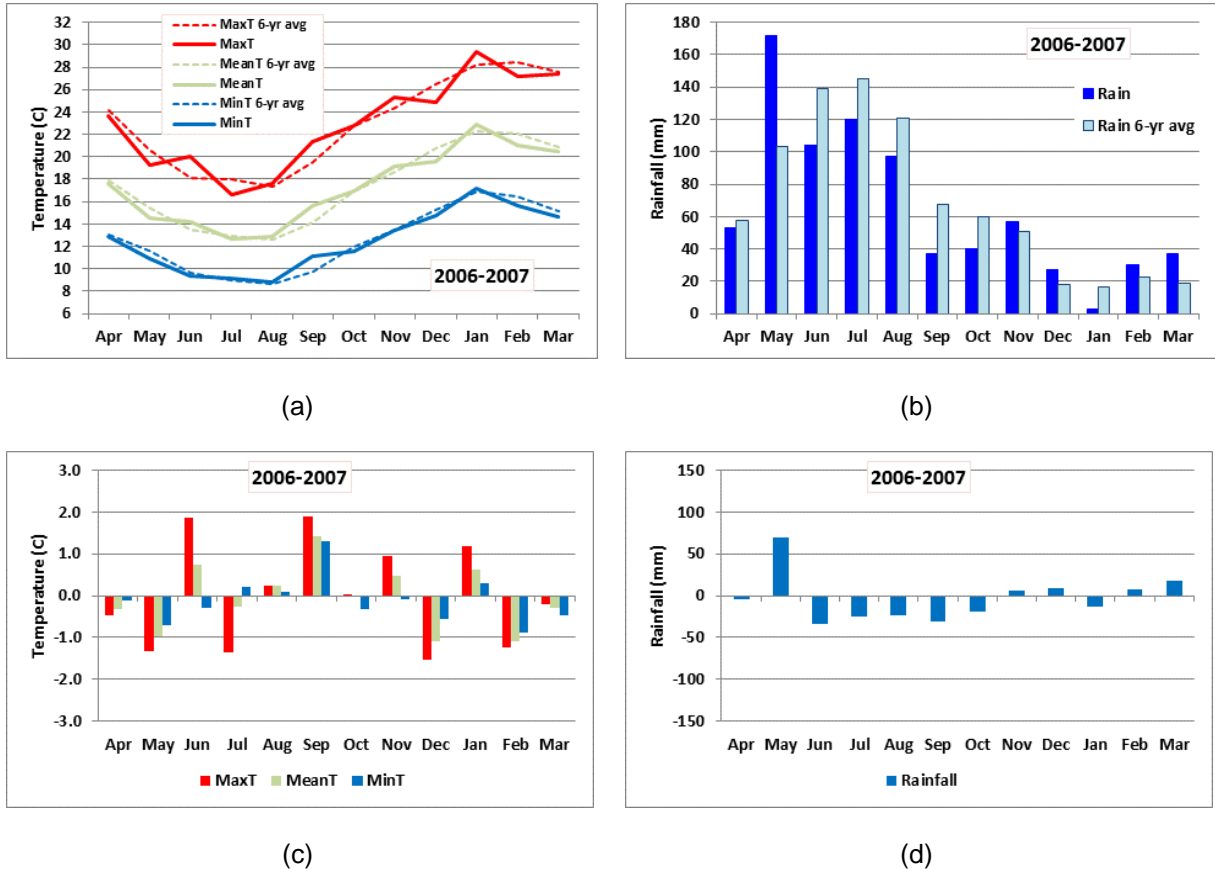 32
30
28
26
24
22
20
18
16
14
12
10
8
6
Temperature (C)
MaxT 6-yr avg
MaxT
MeanT 6-yr avg
MeanT
MinT 6-yr avg
MinT
2006-2007
Apr May Jun Jul Aug Sep Oct Nov Dec Jan Feb Mar
(a)
180
160
140
120
100
80
60
40
20
0
Rainfall (mm)
2006-2007
Rain
Rain 6-yr avg
Apr May Jun Jul Aug Sep Oct Nov Dec Jan Feb Mar
(b)
2006-2007
3.0
2.0
1.0
0.0
-1.0
-2.0
-3.0
Temperature (C)
Apr May Jun Jul Aug Sep Oct Nov Dec Jan Feb Mar
MaxT MeanT MinT
(c)
2006-2007
150
100
50
0
-50
-100
-150
Rainfall (mm)
Apr May Jun Jul Aug Sep Oct Nov Dec Jan Feb Mar
Rainfall
(d)